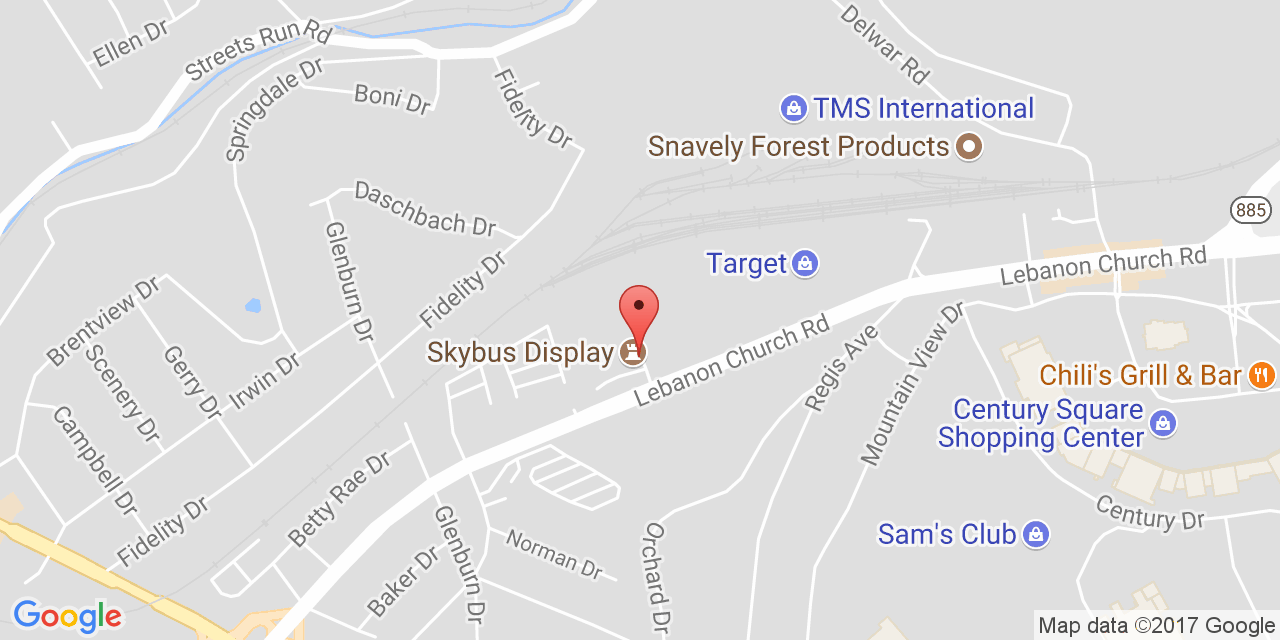 Ellen Dr
Streets Run Rd
Delwar Rd
Springdale Dr
Boni Dr
Fidelity Dr
TMS International
Snavely Forest Products
Daschbach Dr
885
Glenburn Dr
Fidelity Dr
Target
Lebanon Church Rd
Brentview Dr
Skybus Display
Lebanon Church Rd
Scenery Dr
Gerry Dr
Irwin Dr
Regis Ave
Mountain View Dr
Chili's Grill & Bar
Century Square
Shopping Center
Campbell Dr
Betty Rae Dr
Fidelity Dr
Glenburn Dr
Norman Dr
Orchard Dr
Sam's Club
Century Dr
Baker Dr
Google
Map data ©2017 Google